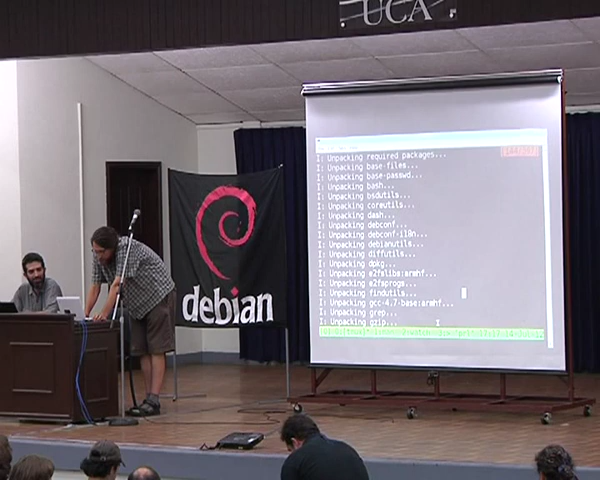 UCA
I: Unpacking required packages...
I: Unpacking base-files...
I: Unpacking base-passwd...
I: Unpacking bash...
I: Unpacking bsdutils...
I: Unpacking coreutils...
I: Unpacking dash...
I: Unpacking debconf...
I: Unpacking debconf-i18n...
I: Unpacking debianutils...
I: Unpacking diffutils...
I: Unpacking dpkg...
I: Unpacking e2fslibs:armhf...
I: Unpacking e2fsprogs...
I: Unpacking findutils...
I: Unpacking gcc-4.7-base:armhf...
I: Unpacking grep...
I: Unpacking gzip...
debian